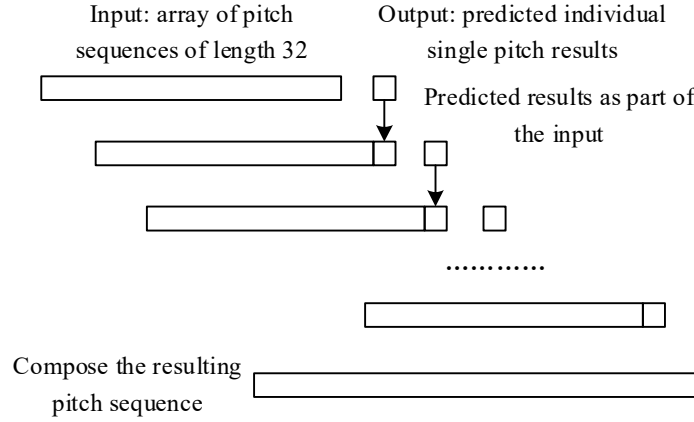 Input: array of pitch
sequences of length 32
Output: predicted individual
single pitch results
Predicted results as part of
the input
…………
Compose the resulting
pitch sequence